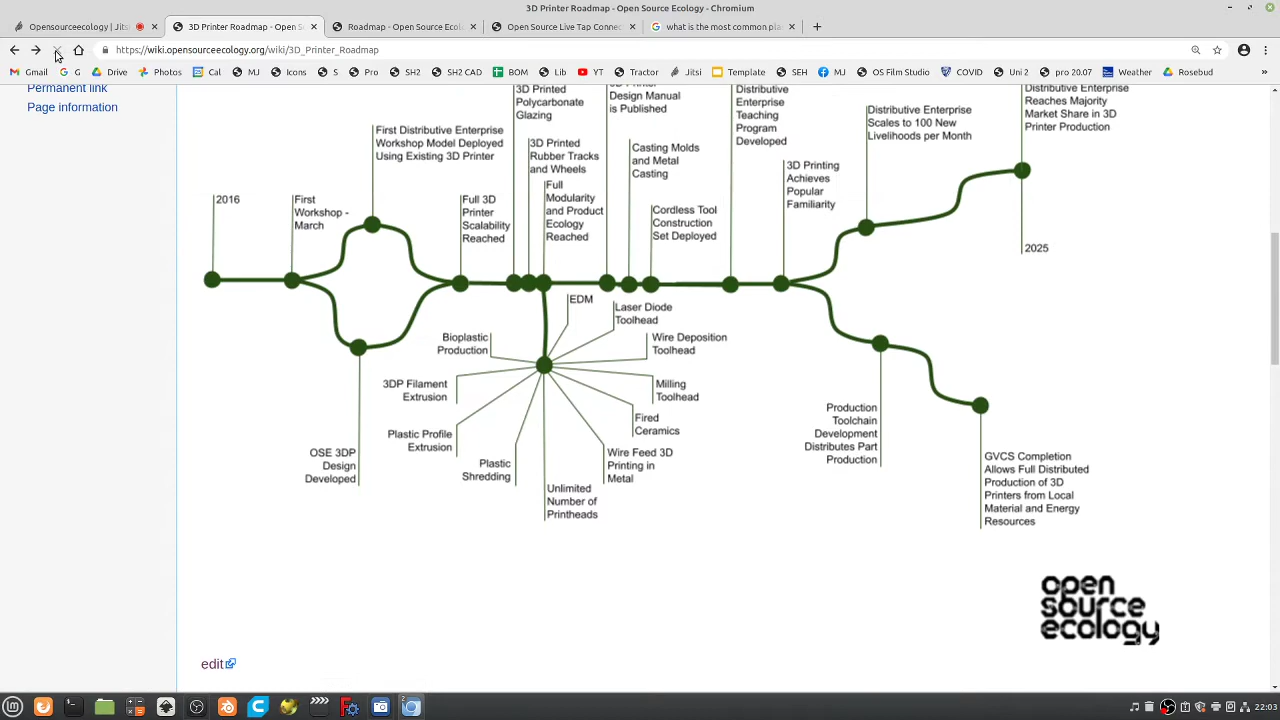 3D Printer Roadmap - Open Source Ecology - Chromium
Opensourceecology | Jitsi
3D Printer Roadmap - Open S
Roadmap - Open Source Ec
Open Source Live Tap Conne
what is the most common pla
https://wiki.opensourceecology.org/wiki/3D_Printer_Roadmap
Gmail
G
Drive
Photos
Cal
MJ
Icons
S
Pro
SH2
SH2 CAD
BOM
Lib
YT
Tractor
Jitsi
Template
SEH
MJ
OS Film Studio
COVID
Uni 2
pro 20.07
Weather
Rosebud
Permanent link
Page information
2016
First
Workshop -
March
First Distributive Enterprise
Workshop Model Deployed
Using Existing 3D Printer
OSE 3DP
Design
Developed
Full 3D
Printer
Scalability
Reached
3D Printed
Polycarbonate
Glazing
3D Printed
Rubber Tracks
and Wheels
Full
Modularity
and Product
Ecology
Reached
Design Manual
is Published
Casting Molds
and Metal
Casting
Cordless Tool
Construction
Set Deployed
Distributive
Enterprise
Teaching
Program
Developed
3D Printing
Achieves
Popular
Familiarity
Distributive Enterprise
Scales to 100 New
Livelihoods per Month
Distributive Enterprise
Reaches Majority
Market Share in 3D
Printer Production
2025
EDM
Laser Diode
Toolhead
Wire Deposition
Toolhead
Milling
Toolhead
Fired
Ceramics
Wire Feed 3D
Printing in
Metal
Unlimited
Number of
Printheads
Plastic
Shredding
Plastic Profile
Extrusion
3DP Filament
Extrusion
Bioplastic
Production
Production
Toolchain
Development
Distributes Part
Production
GVCS Completion
Allows Full Distributed
Production of 3D
Printers from Local
Material and Energy
Resources
open
source
ecology
edit
22:03